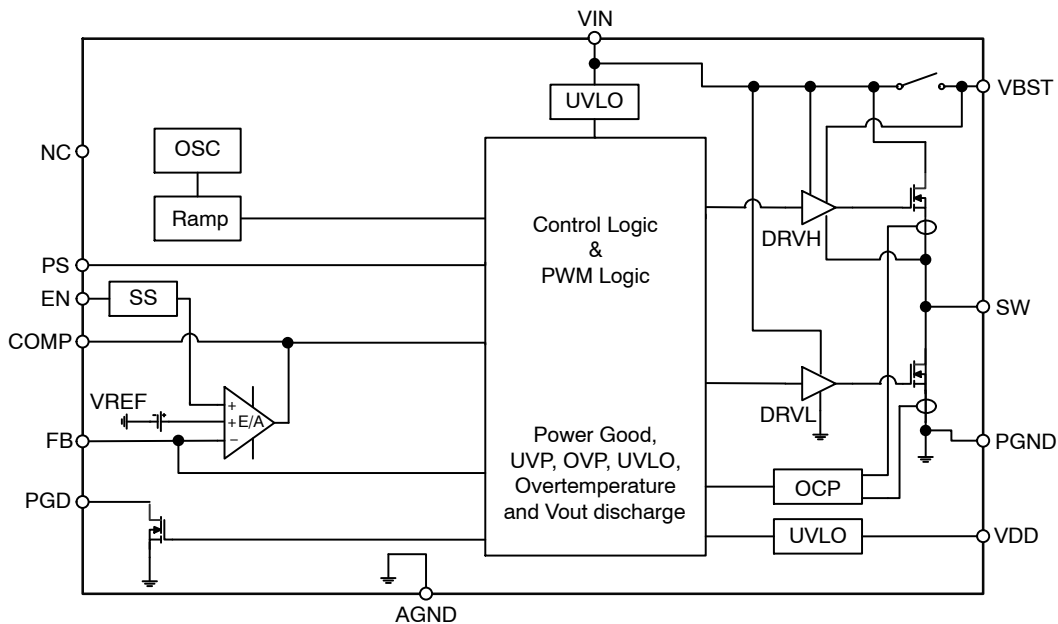 VIN
VBST
UVLO
NC
OSC
Ramp
Control Logic
&
PWM Logic
DRVH
PS
EN
SS
SW
COMP
VREF
+
+
E/A
−
FB
DRVL
Power Good,
UVP, OVP, UVLO,
Overtemperature
and Vout discharge
PGND
PGD
OCP
UVLO
VDD
AGND